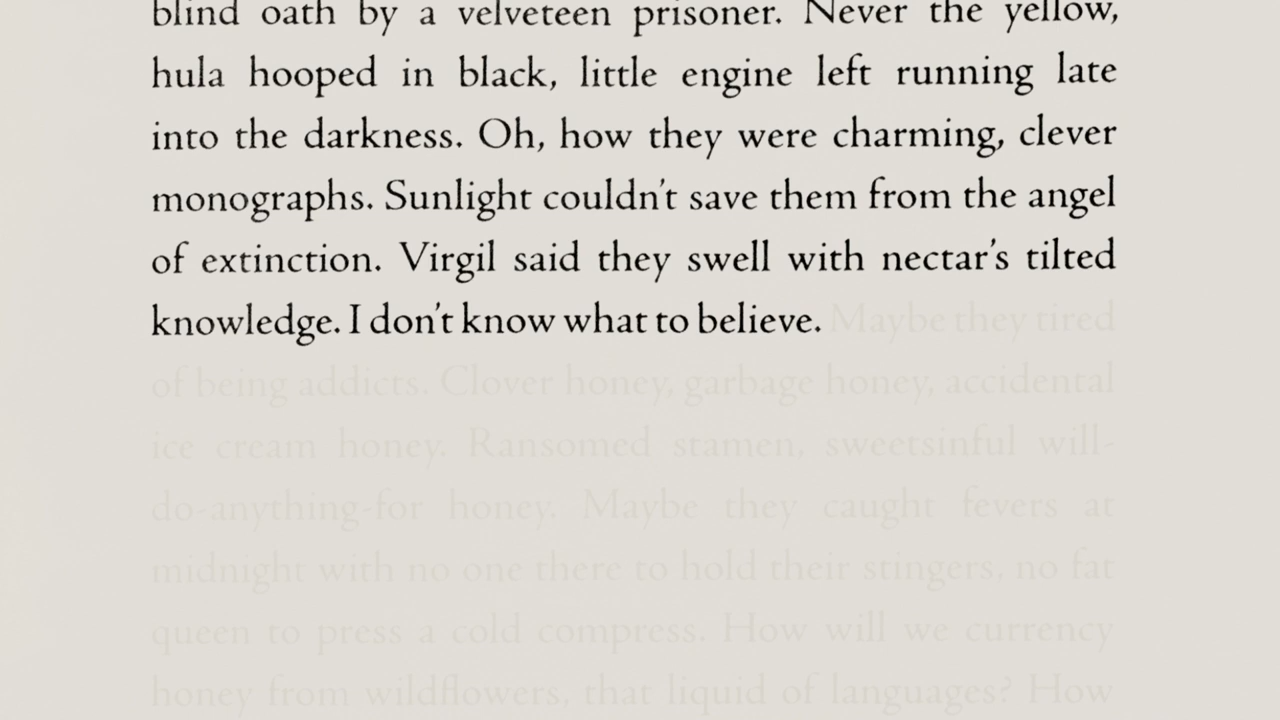 blind oath by a velveteen prisoner. Never the yellow,
hula hooped in black, little engine left running late
into the darkness. Oh, how they were charming, clever
monographs. Sunlight couldn't save them from the angel
of extinction. Virgil said they swell with nectar's tilted
knowledge. I don't know what to believe. Maybe they tired
of being addicts. Clover honey, garbage honey, accidental
ice cream honey. Ransomed stamen, sweetsinful will-
do-anything-for honey. Maybe they caught fevers at
midnight with no one there to hold their stingers, no fat
queen to press a cold compress. How will we currency
honey from wildflowers, that liquid of languages? How